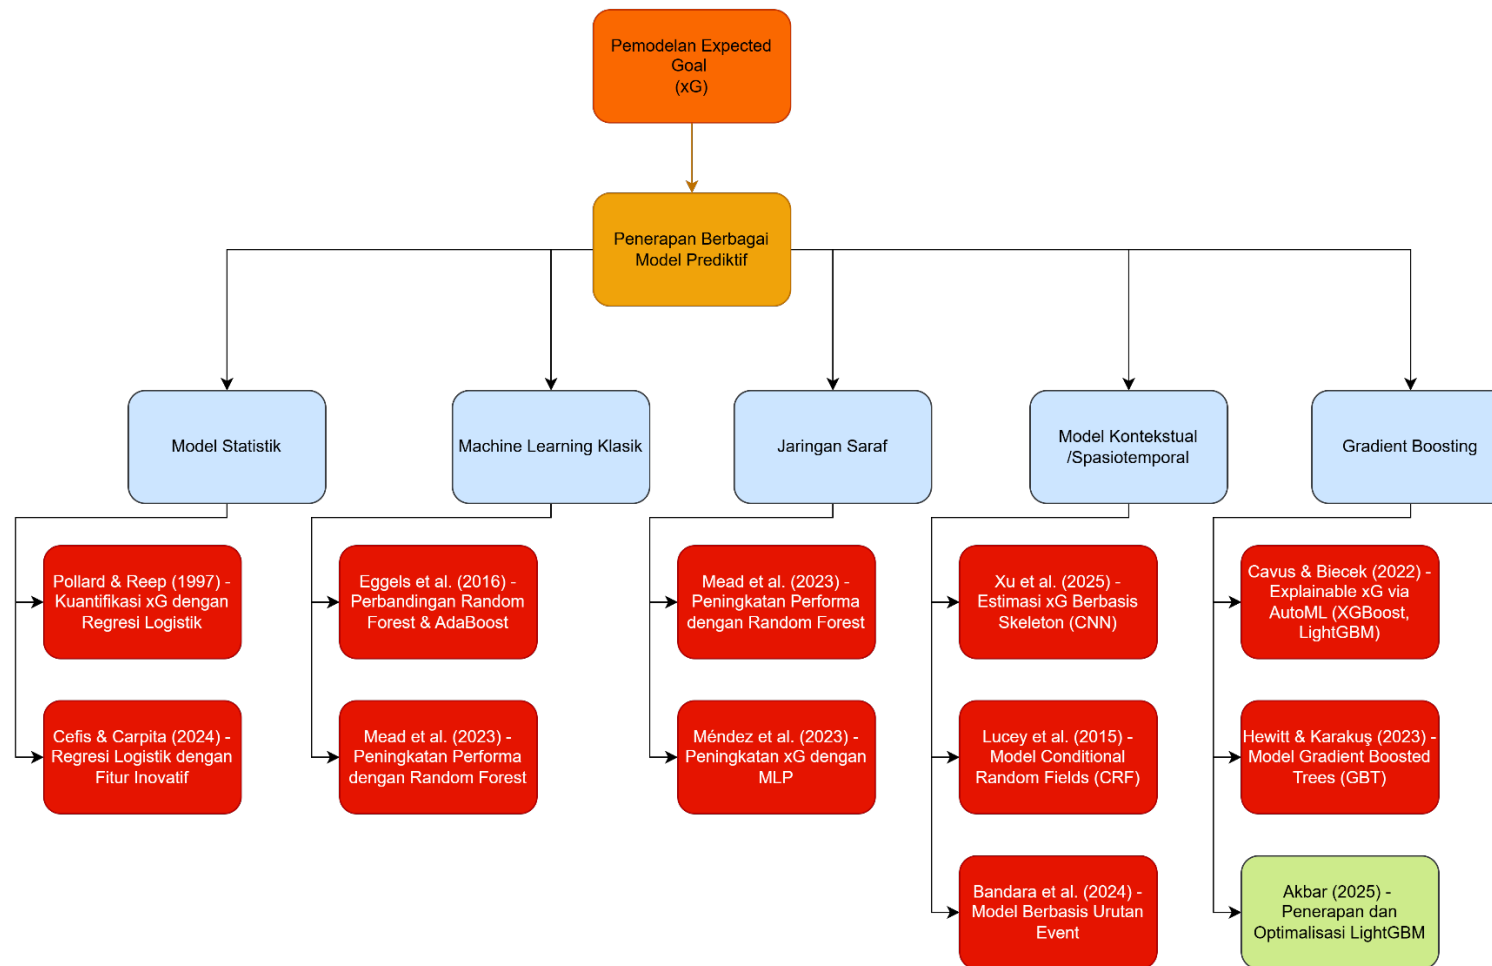 Pemodelan Expected
Goal
(xG)
Penerapan Berbagai
Model Prediktif
Model Statistik
Machine Learning Klasik
Jaringan Saraf
Model Kontekstual
/Spasiotemporal
Gradient Boosting
Pollard & Reep (1997) -
Kuantifikasi xG dengan
Regresi Logistik
Cefis & Carpita (2024) -
Regresi Logistik dengan
Fitur Inovatif
Eggels et al. (2016) -
Perbandingan Random
Forest & AdaBoost
Mead et al. (2023) -
Peningkatan Performa
dengan Random Forest
Mead et al. (2023) -
Peningkatan Performa
dengan Random Forest
Méndez et al. (2023) -
Peningkatan xG dengan
MLP
Xu et al. (2025) -
Estimasi xG Berbasis
Skeleton (CNN)
Lucey et al. (2015) -
Model Conditional
Random Fields (CRF)
Bandara et al. (2024) -
Model Berbasis Urutan
Event
Cavus & Biecek (2022) -
Explainable xG via
AutoML (XGBoost,
LightGBM)
Hewitt & Karakuş (2023) -
Model Gradient Boosted
Trees (GBT)
Akbar (2025) -
Penerapan dan
Optimalisasi LightGBM